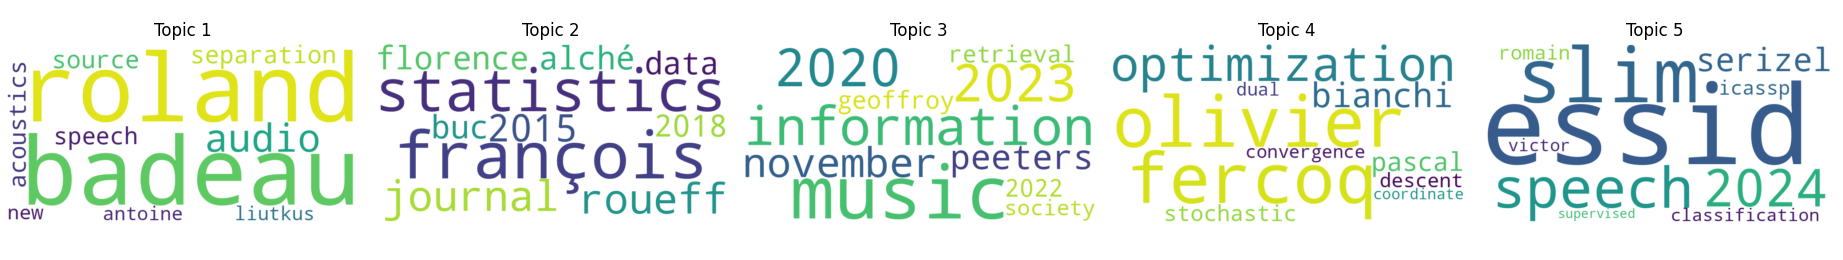 Topic 1
source
separation
roland
acoustics
speech
audio
badeau
new
antoine
liutkus
Topic 2
florence
alché
data
statistics
buc
2015
2018
françois
journal
roueff
Topic 3
2020
retrieval
2023
geoffroy
information
november
peeters
music
2022
society
Topic 4
optimization
dual
bianchi
olivier
convergence
fercoq
pascal
descent
coordinate
stochastic
Topic 5
romain
slim
serizel
icassp
essid
victor
speech
2024
supervised
classification